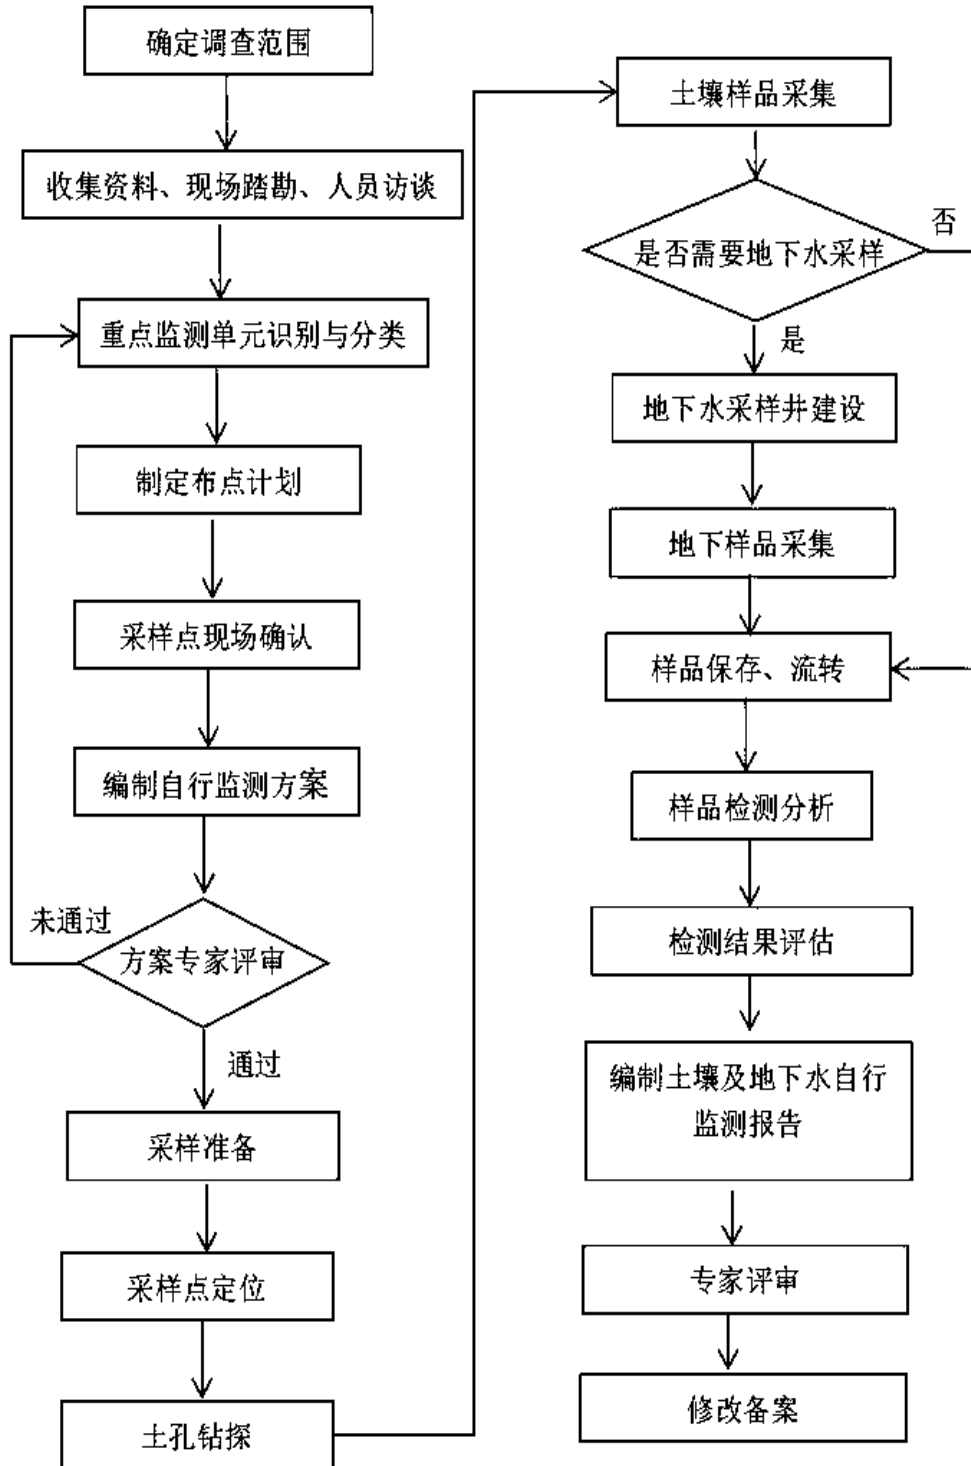 确定调查范围
收集资料、现场踏勘、人员访谈
重点监测单元识别与分类
制定布点计划
采样点现场确认
编制自行监测方案
未通过
方案专家评审
通过
采样准备
采样点定位
土孔钻探
土壤样品采集
否
是否需要地下水采样
是
地下水采样井建设
地下样品采集
样品保存、流转
样品检测分析
检测结果评估
编制土壤及地下水自行
监测报告
专家评审
修改备案